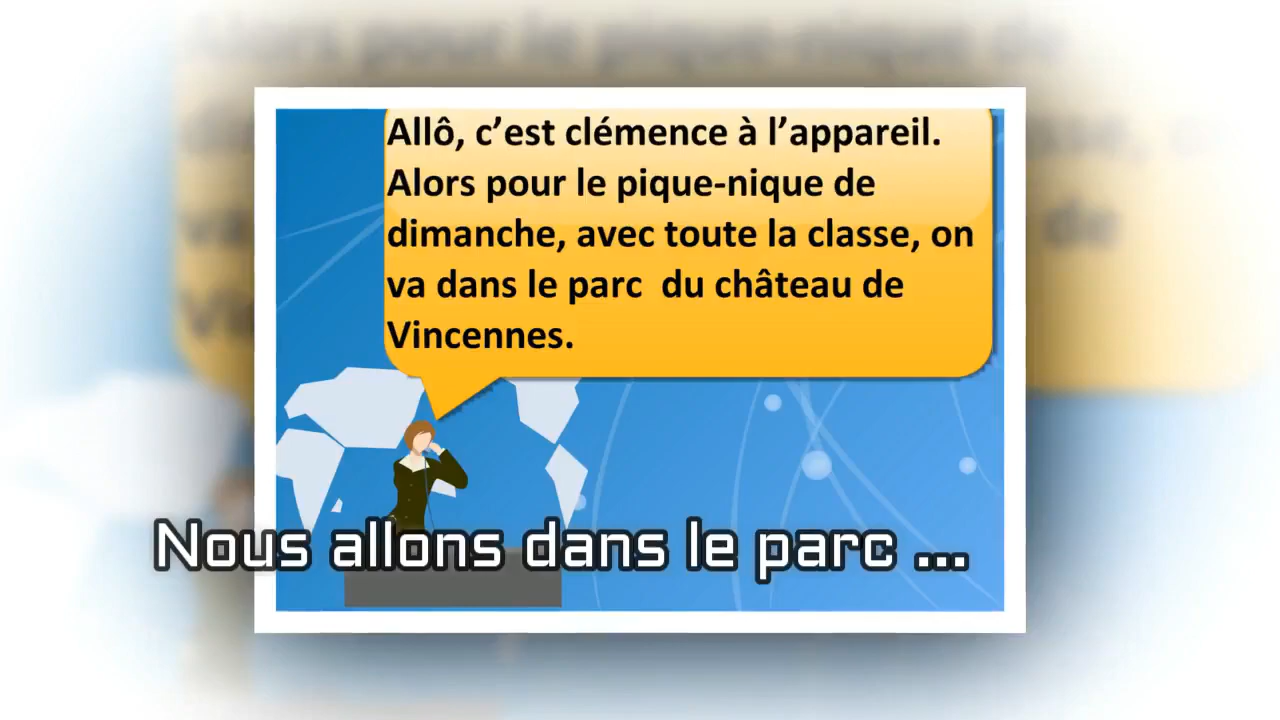 Allô, c’est clémence à l’appareil.
Alors pour le pique-nique de
dimanche, avec toute la classe, on
va dans le parc  du château de
Vincennes.
Nous allons dans le parc ...